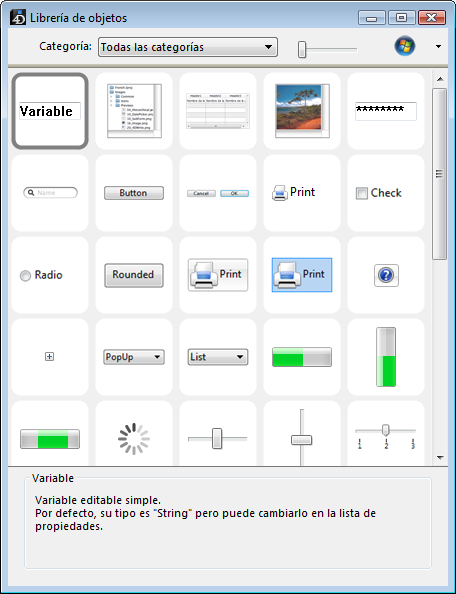 Librería de objetos
Categoría: Todas las categorías
Variable
********
Name
Button
Cancel OK
Print
Check
Radio
Rounded
Print
Print
?
PopUp
List
1 2 3
Variable
Variable editable simple.
Por defecto, su tipo es "String" pero puede cambiarlo en la lista de
propiedades.